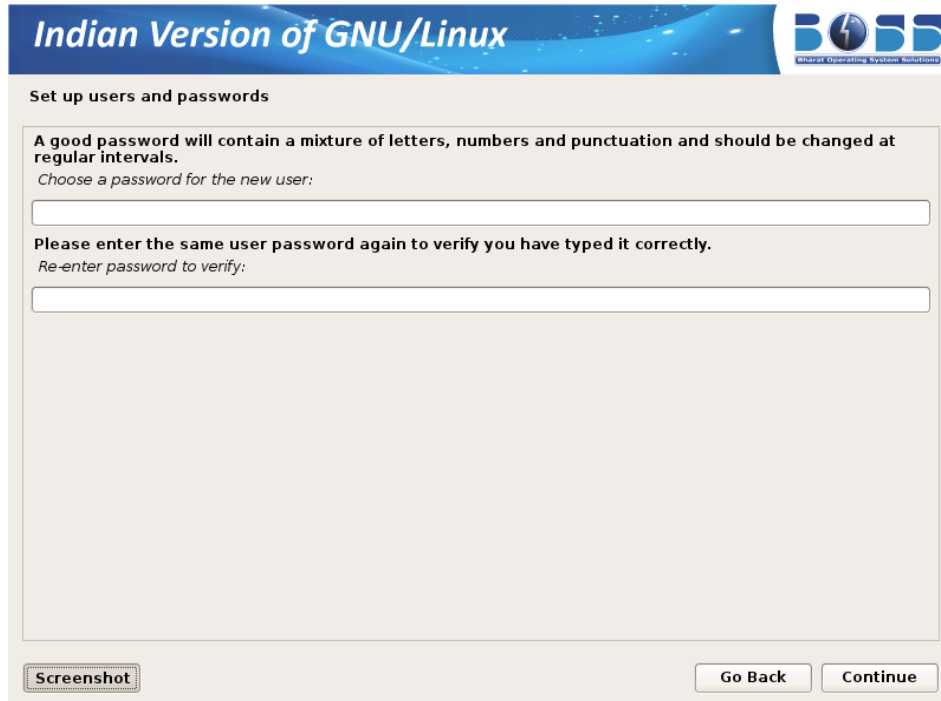 Indian Version of GNU/Linux
BOSS
Bharat Operating System Solutions
Set up users and passwords
A good password will contain a mixture of letters, numbers and punctuation and should be changed at
regular intervals.
Choose a password for the new user:
Please enter the same user password again to verify you have typed it correctly.
Re-enter password to verify:
Screenshot
Go Back
Continue